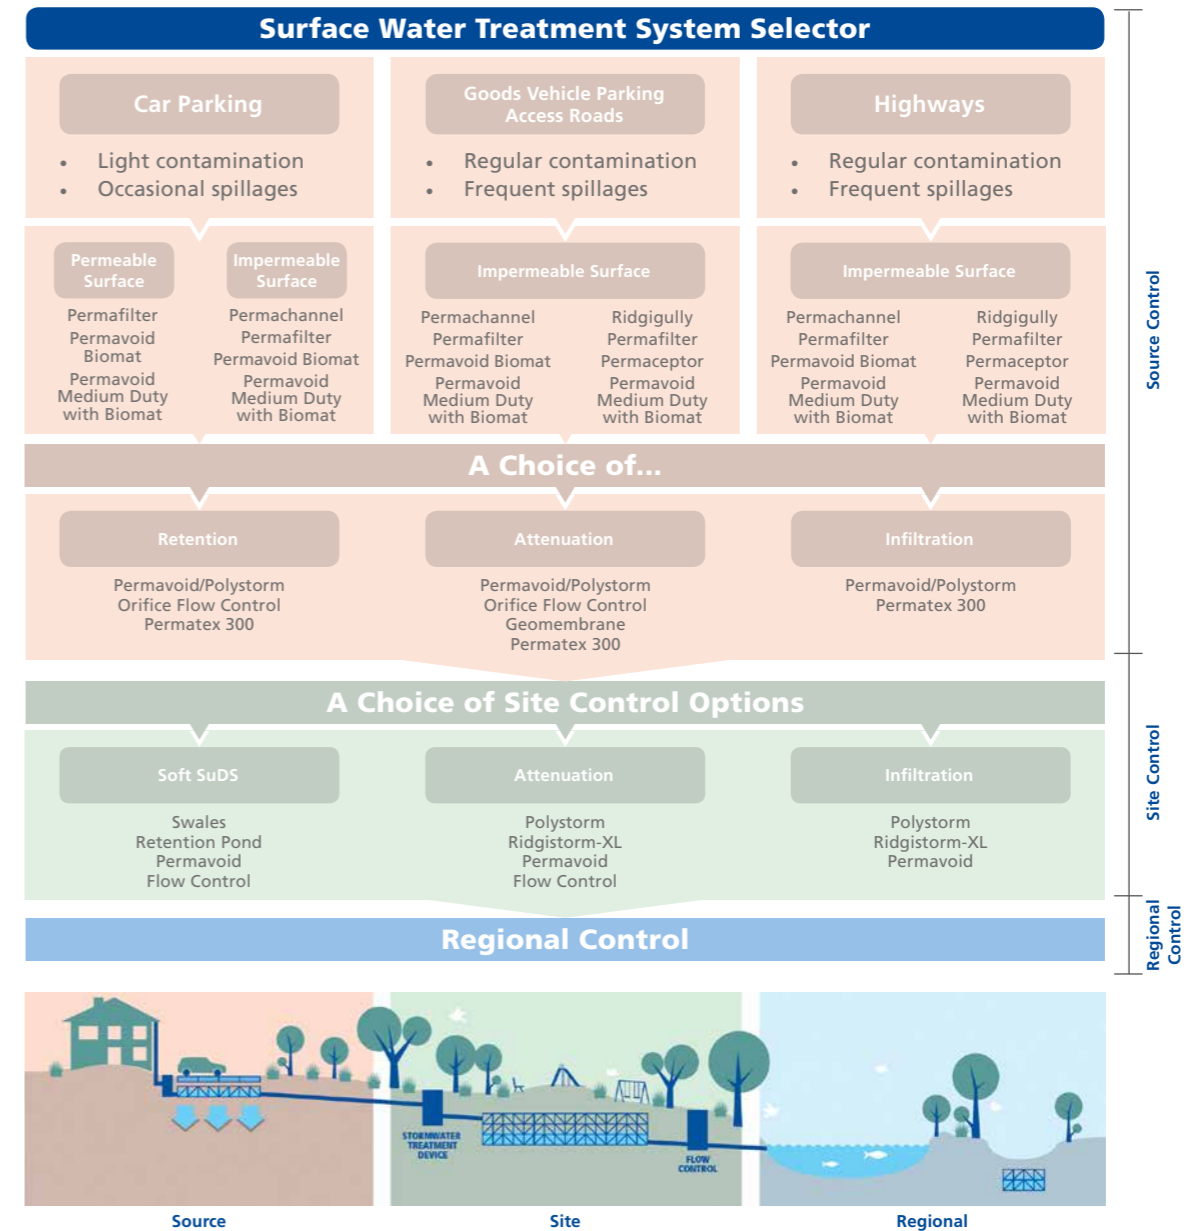 Surface Water Treatment System Selector
Car Parking
• Light contamination
• Occasional spillages
Goods Vehicle Parking
Access Roads
• Regular contamination
• Frequent spillages
Highways
• Regular contamination
• Frequent spillages
Permeable
Surface
Permafilter
Permavoid
Biomat
Permavoid
Medium Duty
with Biomat
Impermeable
Surface
Permachannel
Permafilter
Permavoid Biomat
Permavoid
Medium Duty
with Biomat
Impermeable Surface
Permachannel
Permafilter
Permavoid Biomat
Permavoid
Medium Duty
with Biomat
Ridgigully
Permafilter
Permaceptor
Permavoid
Medium Duty
with Biomat
Impermeable Surface
Permachannel
Permafilter
Permavoid Biomat
Permavoid
Medium Duty
with Biomat
Ridgigully
Permafilter
Permaceptor
Permavoid
Medium Duty
with Biomat
A Choice of...
Retention
Permavoid/Polystorm
Orifice Flow Control
Permatex 300
Attenuation
Permavoid/Polystorm
Orifice Flow Control
Geomembrane
Permatex 300
Infiltration
Permavoid/Polystorm
Permatex 300
Source Control
A Choice of Site Control Options
Soft SuDS
Swales
Retention Pond
Permavoid
Flow Control
Attenuation
Polystorm
Ridgistorm-XL
Permavoid
Flow Control
Infiltration
Polystorm
Ridgistorm-XL
Permavoid
Site Control
Regional Control
Regional
Control
STORMWATER
TREATMENT
DEVICE
FLOW
CONTROL
Source
Site
Regional